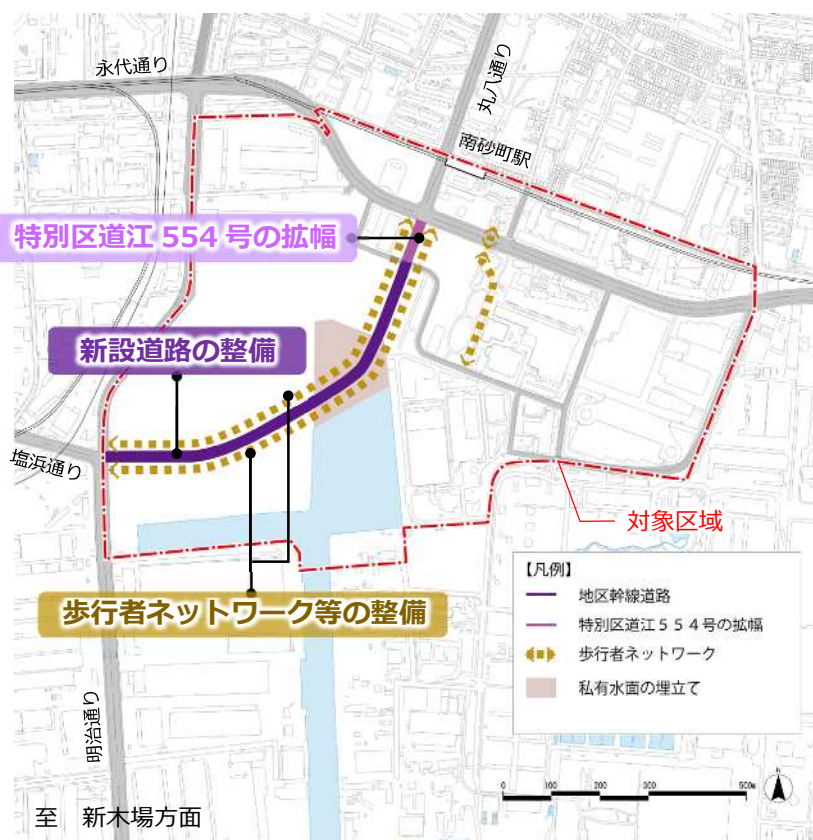 永代通り
丸八通り
南砂町駅
特別区道江 554 号の拡幅
新設道路の整備
塩浜通り
対象区域
歩行者ネットワーク等の整備
【凡例】
地区幹線道路
特別区道江５５４号の拡幅
歩行者ネットワーク
私有水面の埋立て
明治通り
0 100 200 300 500m
N
至 新木場方面